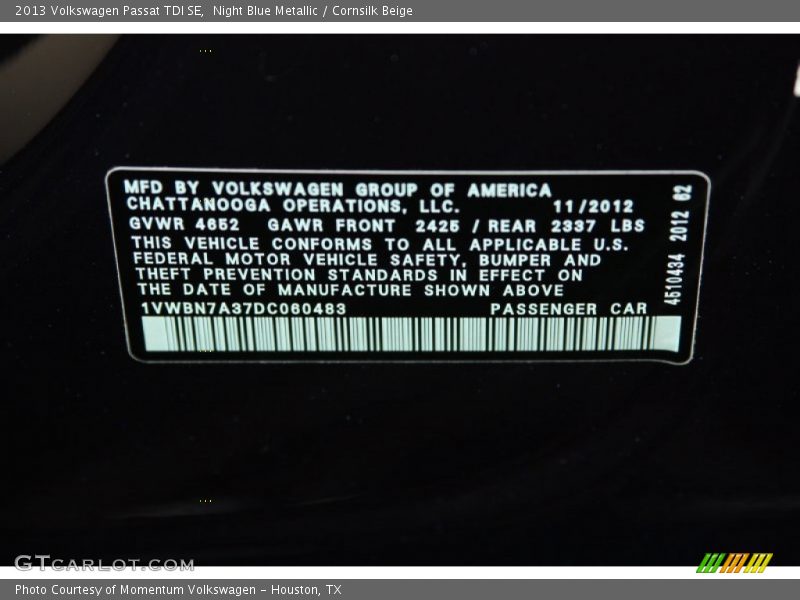 2013 Volkswagen Passat TDI SE, Night Blue Metallic / Cornsilk Beige
MFD BY VOLKSWAGEN GROUP OF AMERICA
CHATTANOOGA OPERATIONS, LLC. 11/2012
GVWR 4652 GAWR FRONT 2425 / REAR 2337 LBS
THIS VEHICLE CONFORMS TO ALL APPLICABLE U.S.
FEDERAL MOTOR VEHICLE SAFETY, BUMPER AND
THEFT PREVENTION STANDARDS IN EFFECT ON
THE DATE OF MANUFACTURE SHOWN ABOVE
1VWBN7A37DC060483 PASSENGER CAR
4510434 2012 62
GTCARLOT.COM
Photo Courtesy of Momentum Volkswagen - Houston, TX